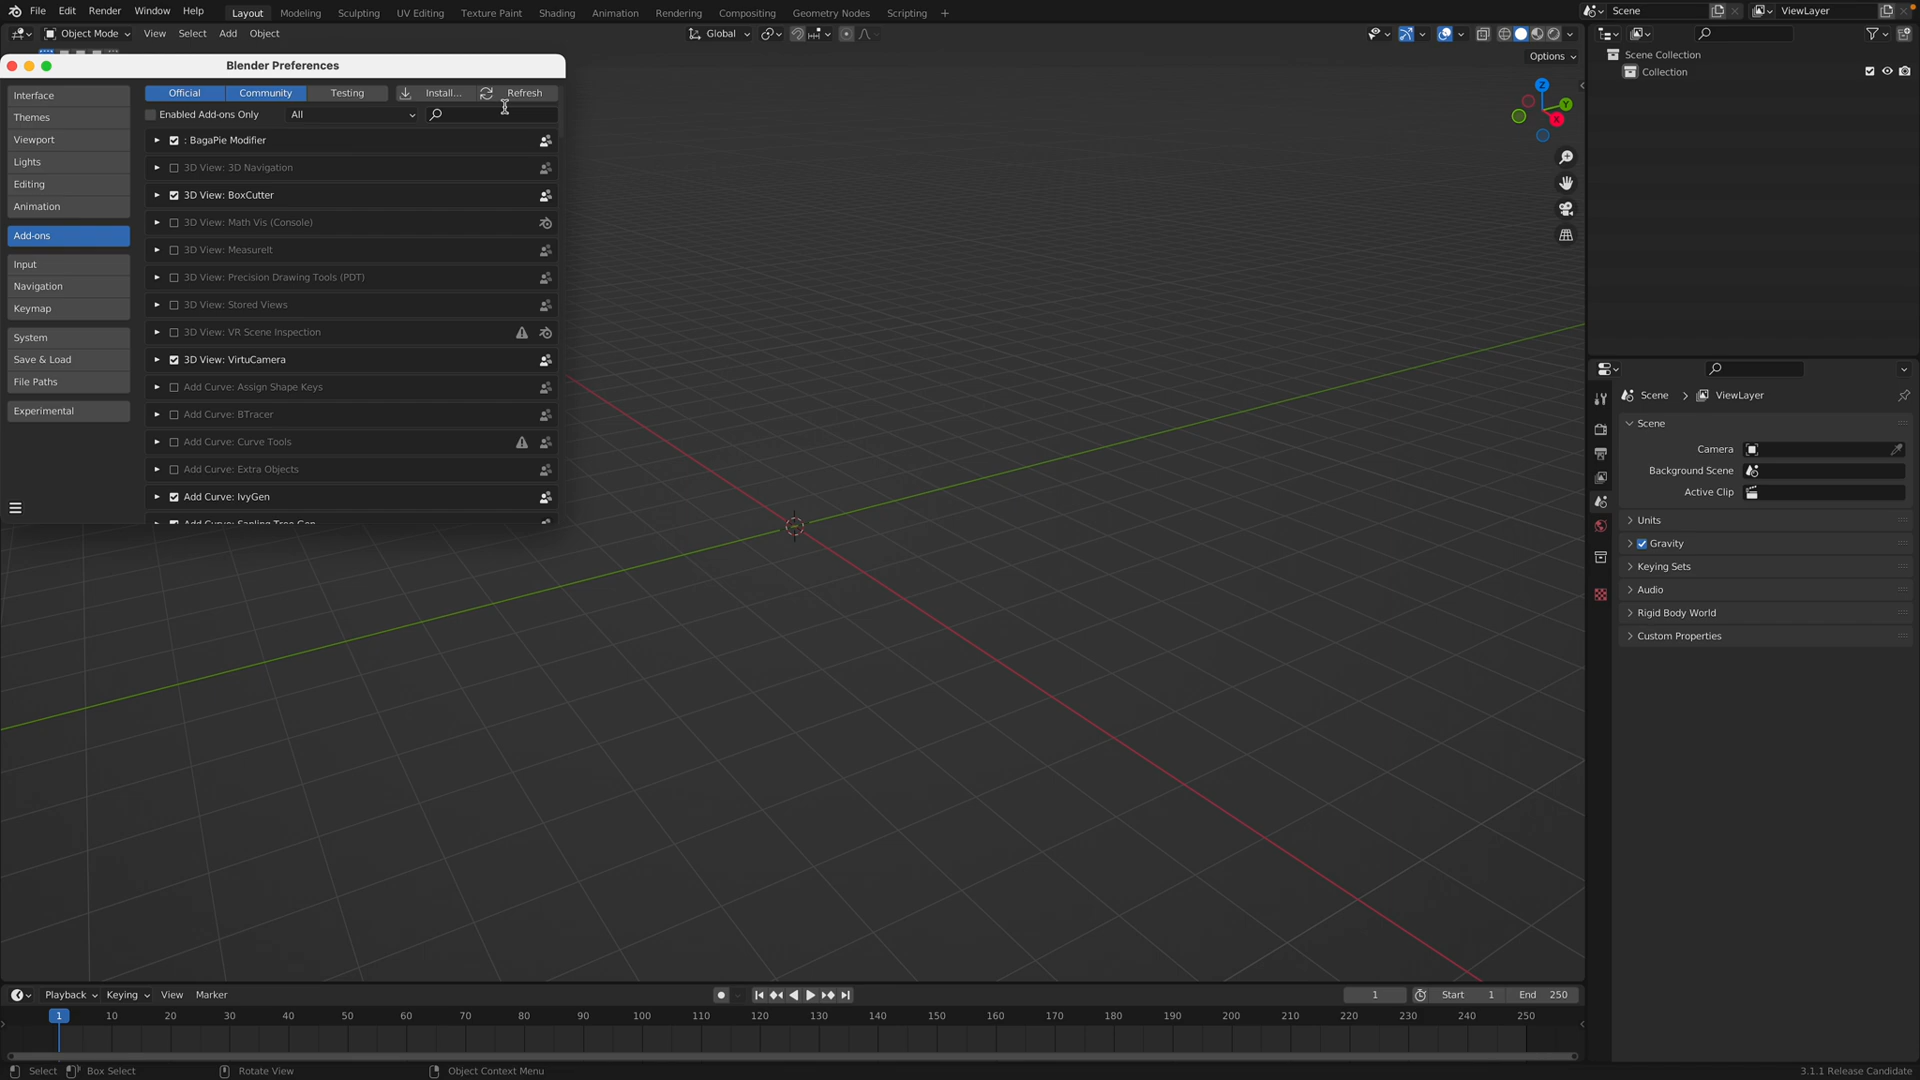 File Edit Render Window Help Layout Modeling Sculpting UV Editing Texture Paint Shading Animation Rendering Compositing Geometry Nodes Scripting + Scene ViewLayer
Object Mode View Select Add Object Global
Options
Scene Collection
Collection
Blender Preferences
Interface
Themes
Viewport
Lights
Editing
Animation
Add-ons
Input
Navigation
Keymap
System
Save & Load
File Paths
Experimental
Official Community Testing Install... Refresh
Enabled Add-ons Only All
: BagaPie Modifier
3D View: 3D Navigation
3D View: BoxCutter
3D View: Math Vis (Console)
3D View: MeasureIt
3D View: Precision Drawing Tools (PDT)
3D View: Stored Views
3D View: VR Scene Inspection
3D View: VirtuCamera
Add Curve: Assign Shape Keys
Add Curve: BTracer
Add Curve: Curve Tools
Add Curve: Extra Objects
Add Curve: IvyGen
Add Curve: Sapling Tree Gen
Z
Y
X
Scene > ViewLayer
Scene
Camera
Background Scene
Active Clip
Units
Gravity
Keying Sets
Audio
Rigid Body World
Custom Properties
Playback Keying View Marker 1 Start 1 End 250
1 10 20 30 40 50 60 70 80 90 100 110 120 130 140 150 160 170 180 190 200 210 220 230 240 250
Select Box Select Rotate View Object Context Menu 3.1.1 Release Candidate